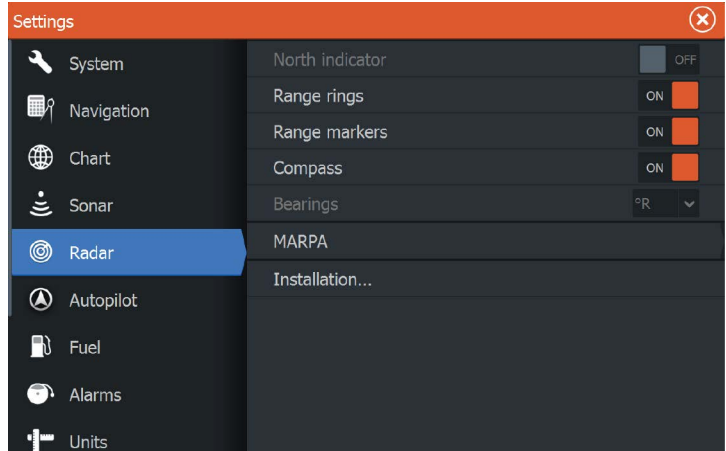 Settings
System
Navigation
Chart
Sonar
Radar
Autopilot
Fuel
Alarms
Units
North indicator OFF
Range rings ON
Range markers ON
Compass ON
Bearings °R
MARPA
Installation...